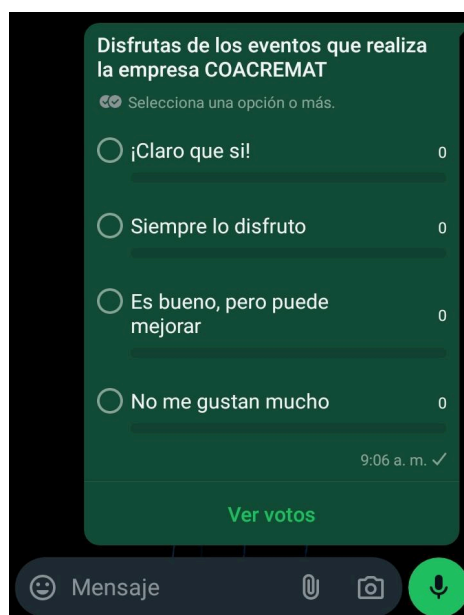 Disfrutas de los eventos que realiza
la empresa COACREMAT
Selecciona una opción o más.
¡Claro que si! 0
Siempre lo disfruto 0
Es bueno, pero puede
mejorar 0
No me gustan mucho 0
9:06 a. m.
Ver votos
Mensaje